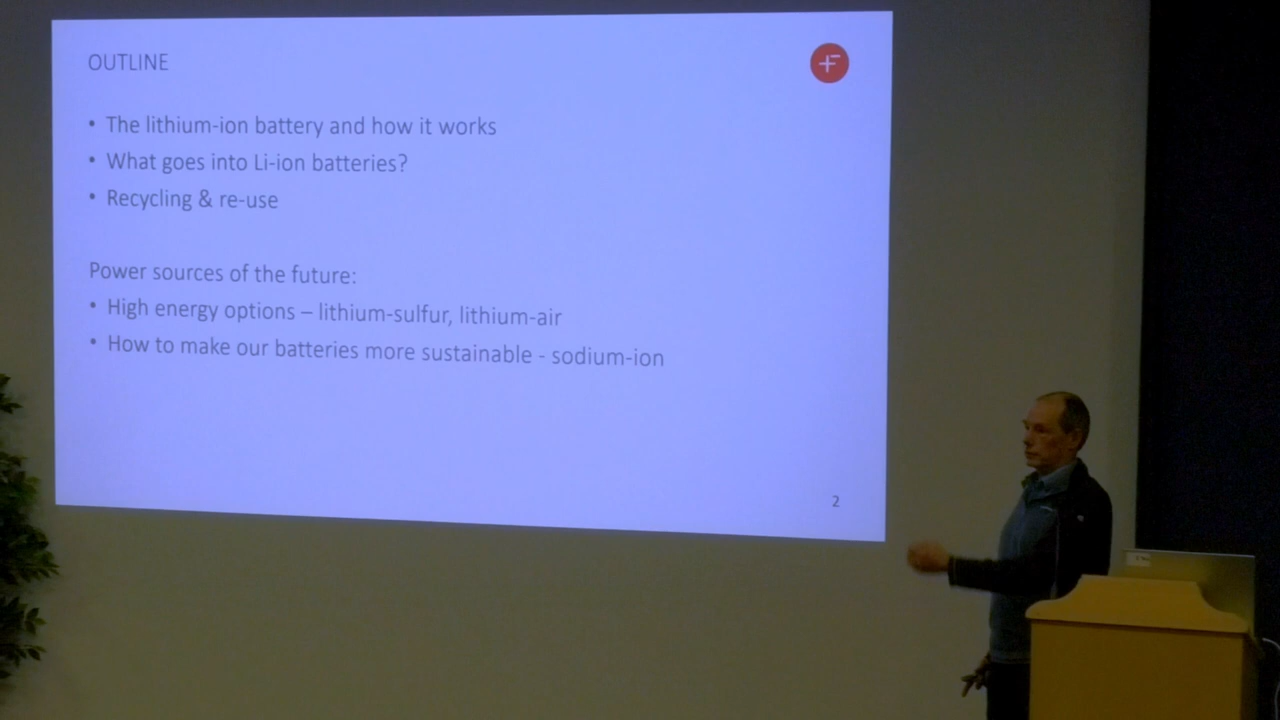 OUTLINE
• The lithium-ion battery and how it works
• What goes into Li-ion batteries?
• Recycling & re-use
Power sources of the future:
• High energy options – lithium-sulfur, lithium-air
• How to make our batteries more sustainable - sodium-ion
2